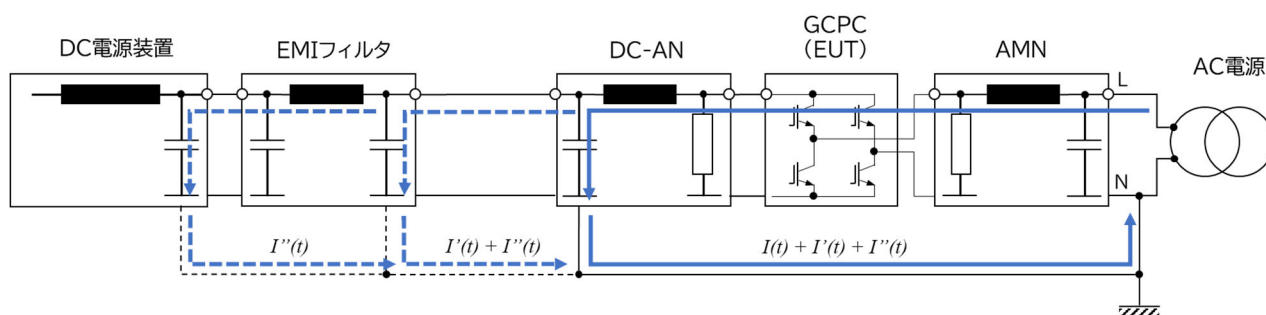 DC電源装置
EMIフィルタ
DC-AN
GCPC
(EUT)
AMN
AC電源
L
N
I''(t)
I'(t) + I''(t)
I(t) + I'(t) + I''(t)